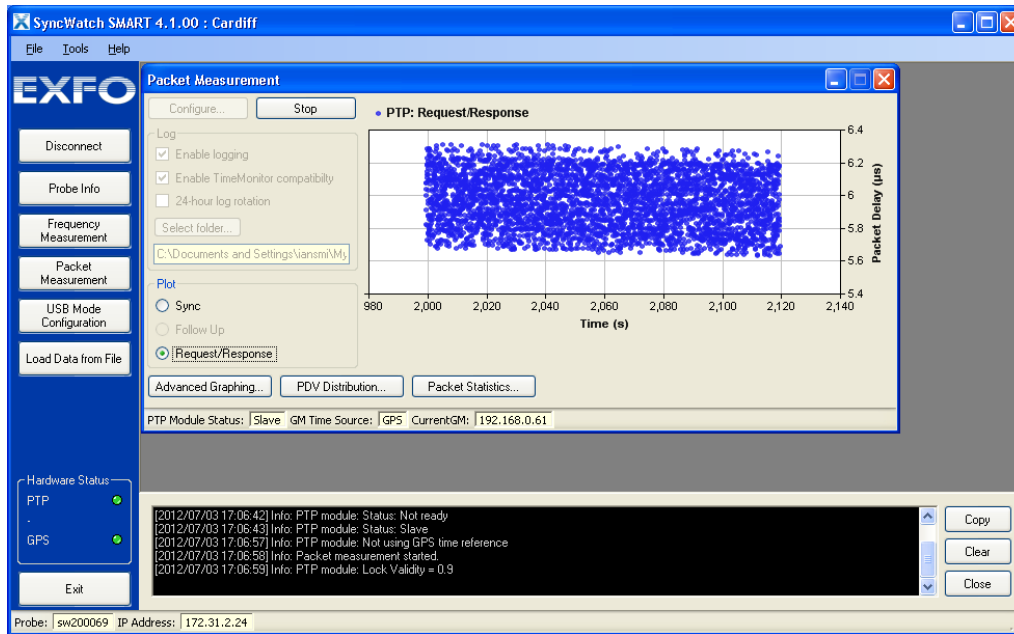 SyncWatch SMART 4.1.00 : Cardiff
File Tools Help
EXFO
Disconnect
Probe Info
Frequency
Measurement
Packet
Measurement
USB Mode
Configuration
Load Data from File
Hardware Status
PTP
-
GPS
Exit
Packet Measurement
Configure... Stop
Log
Enable logging
Enable TimeMonitor compatibilty
24-hour log rotation
Select folder...
C:\Documents and Settings\iansmi\My
Plot
Sync
Follow Up
Request/Response
PTP: Request/Response
6.4
6.2
6
5.8
5.6
5.4
Packet Delay (µs)
980 2,000 2,020 2,040 2,060 2,080 2,100 2,120 2,140
Time (s)
Advanced Graphing... PDV Distribution... Packet Statistics...
PTP Module Status: Slave GM Time Source: GPS CurrentGM: 192.168.0.61
[2012/07/03 17:06:42] Info: PTP module: Status: Not ready
[2012/07/03 17:06:43] Info: PTP module: Status: Slave
[2012/07/03 17:06:57] Info: PTP module: Not using GPS time reference
[2012/07/03 17:06:58] Info: Packet measurement started.
[2012/07/03 17:06:59] Info: PTP module: Lock Validity = 0.9
Copy
Clear
Close
Probe: sw200069 IP Address: 172.31.2.24